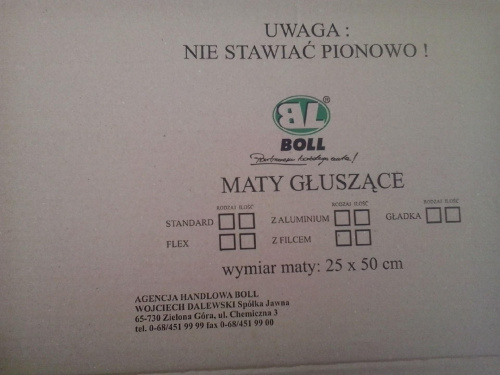 UWAGA :
NIE STAWIAĆ PIONOWO !
BL ®
BOLL
MATY GŁUSZĄCE
RODZAJ ILOŚĆ RODZAJ ILOŚĆ RODZAJ ILOŚĆ
STANDARD Z ALUMINIUM GŁADKA
FLEX Z FILCEM
wymiar maty: 25 x 50 cm
AGENCJA HANDLOWA BOLL
WOJCIECH DALEWSKI Spółka Jawna
65-730 Zielona Góra, ul. Chemiczna 3
tel. 0-68/451 99 99 fax 0-68/451 99 00